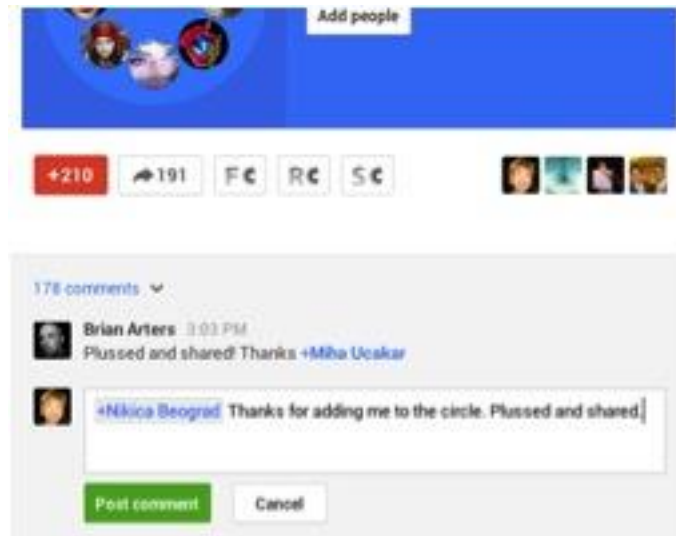 Add people
+210 191 F C R C S C
178 comments
Brian Arters 3:03 PM
Plussed and shared! Thanks +Miha Ucakar
+Nikica Beograd Thanks for adding me to the circle. Plussed and shared.
Post comment Cancel